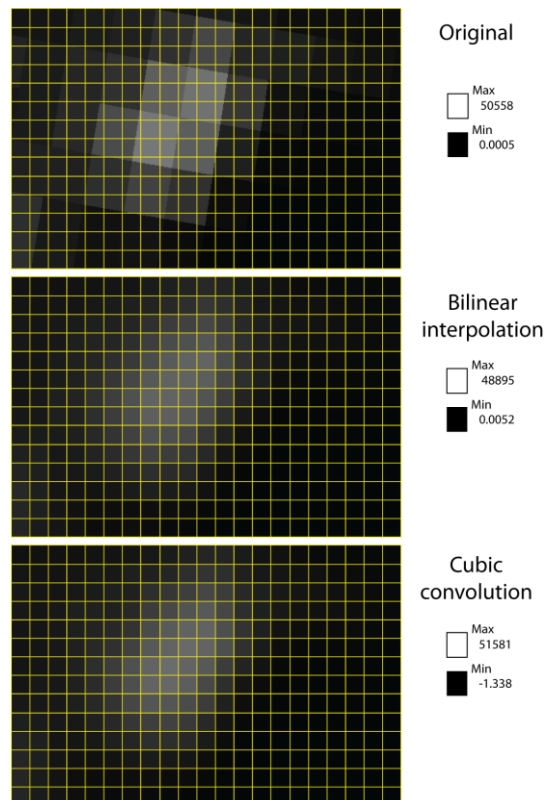 Original
Max
50558
Min
0.0005
Bilinear
interpolation
Max
48895
Min
0.0052
Cubic
convolution
Max
51581
Min
-1.338